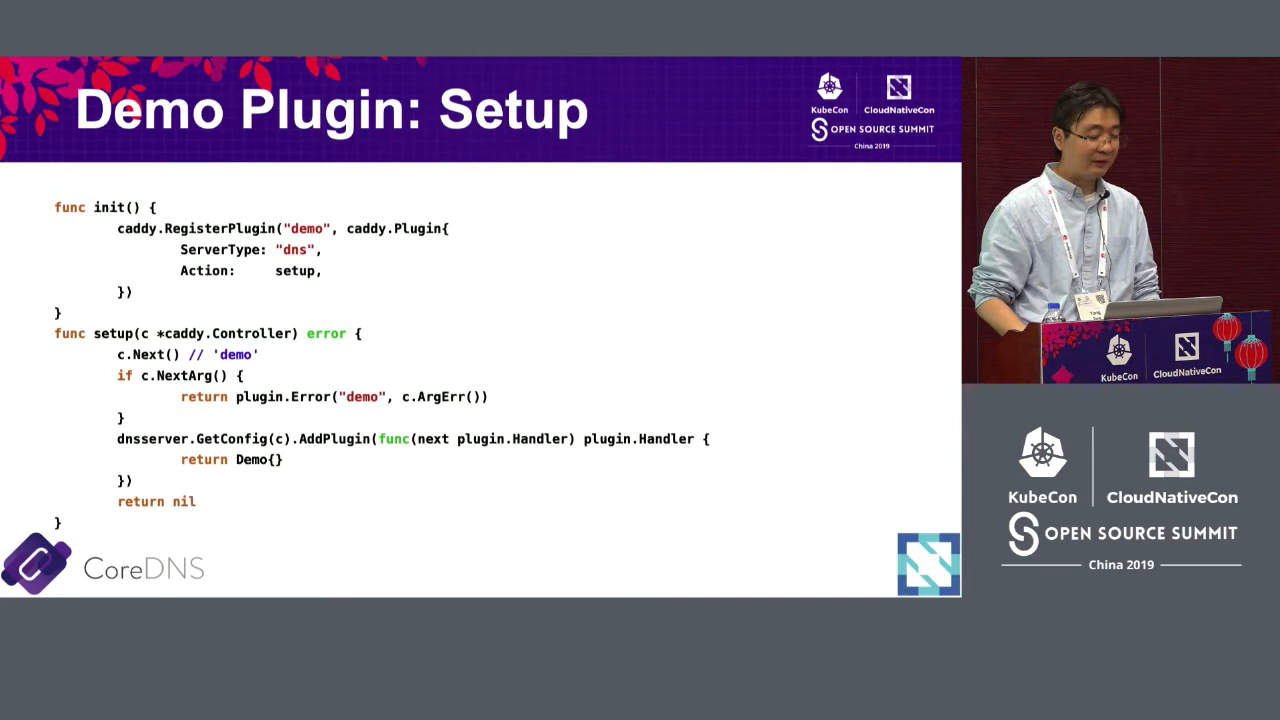 Demo Plugin: Setup
KubeCon
CloudNativeCon
OPEN SOURCE SUMMIT
China 2019
func init() {
caddy.RegisterPlugin("demo", caddy.Plugin{
ServerType: "dns",
Action: setup,
})
}
func setup(c *caddy.Controller) error {
c.Next() // 'demo'
if c.NextArg() {
return plugin.Error("demo", c.ArgErr())
}
dnsserver.GetConfig(c).AddPlugin(func(next plugin.Handler) plugin.Handler {
return Demo{}
})
return nil
}
CoreDNS
KubeCon
CloudNativeCon
KubeCon
CloudNativeCon
OPEN SOURCE SUMMIT
China 2019